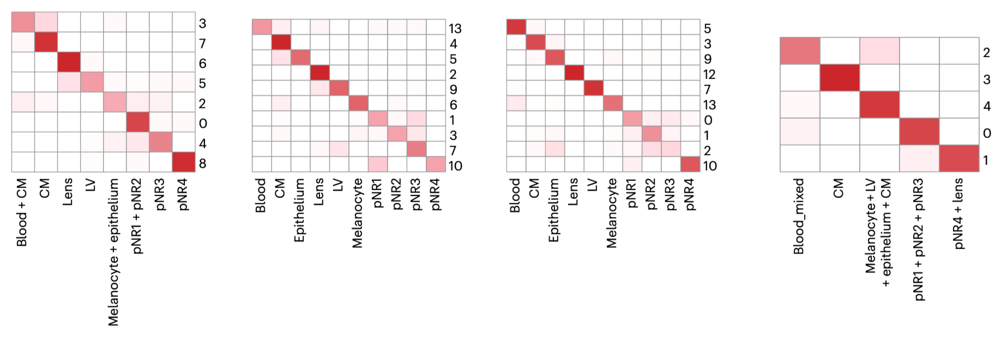 3
7
6
5
2
0
4
8
Blood + CM
CM
Lens
LV
Melanocyte + epithelium
pNR1 + pNR2
pNR3
pNR4
13
4
5
2
9
6
1
3
7
10
Blood
CM
Epithelium
Lens
LV
Melanocyte
pNR1
pNR2
pNR3
pNR4
5
3
9
12
7
13
0
1
2
10
Blood
CM
Epithelium
Lens
LV
Melanocyte
pNR1
pNR2
pNR3
pNR4
2
3
4
0
1
Blood_mixed
CM
Melanocyte + LV
+ epithelium + CM
pNR1 + pNR2 + pNR3
pNR4 + lens